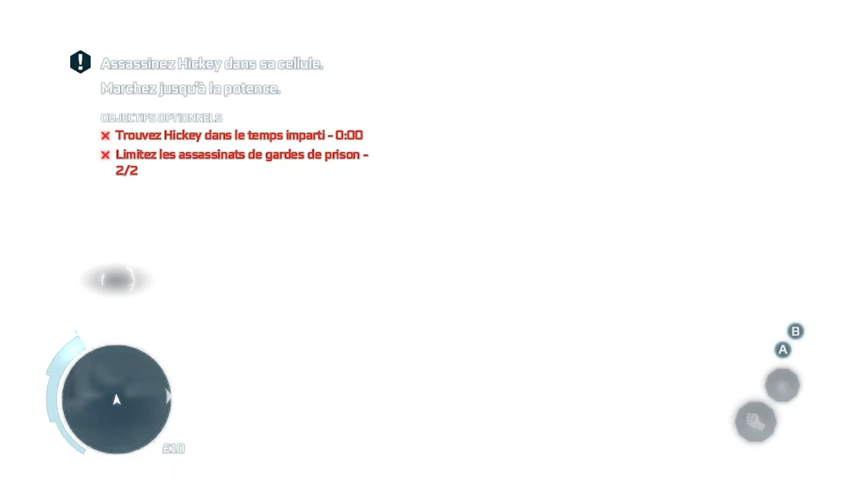 Assassinez Hickey dans sa cellule.
Marchez jusqu'à la potence.
OBJECTIFS OPTIONNELS
Trouvez Hickey dans le temps imparti - 0:00
Limitez les assassinats de gardes de prison -
2/2
B
A
£10